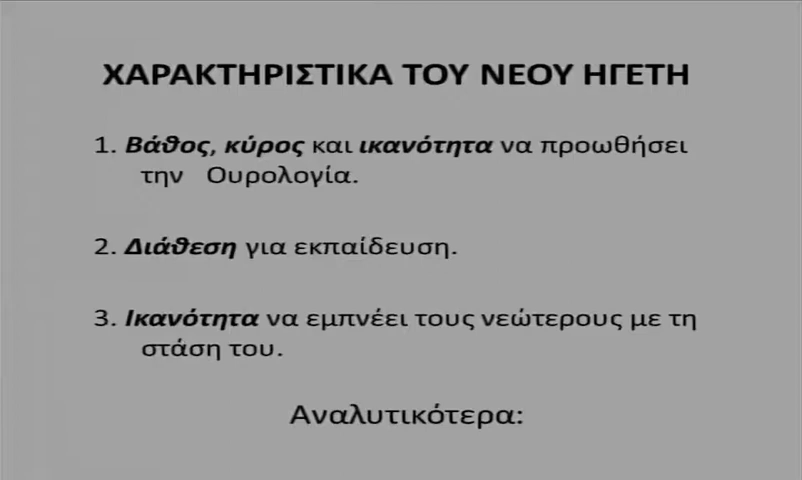 ΧΑΡΑΚΤΗΡΙΣΤΙΚΑ ΤΟΥ ΝΕΟΥ ΗΓΕΤΗ
1. Βάθος, κύρος και ικανότητα να προωθήσει
την Ουρολογία.
2. Διάθεση για εκπαίδευση.
3. Ικανότητα να εμπνέει τους νεώτερους με τη
στάση του.
Αναλυτικότερα: